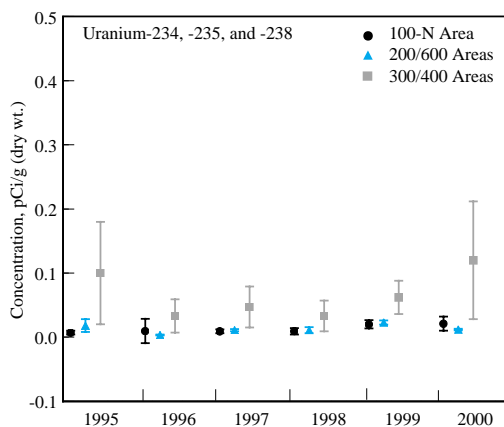 Uranium-234, -235, and -238
100-N Area
200/600 Areas
300/400 Areas
Concentration, pCi/g (dry wt.)
0.5
0.4
0.3
0.2
0.1
0.0
-0.1
1995 1996 1997 1998 1999 2000